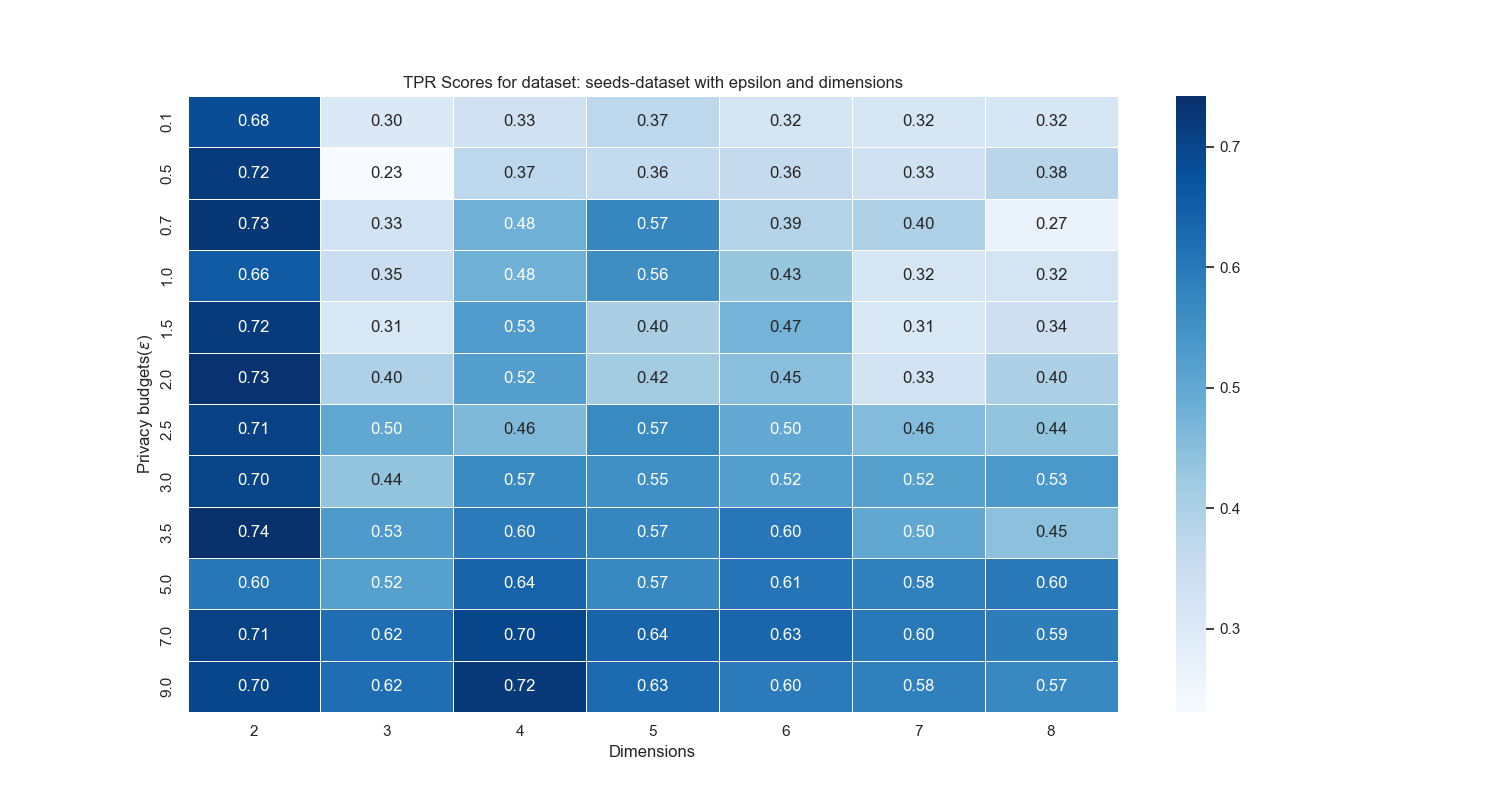 TPR Scores for dataset: seeds-dataset with epsilon and dimensions
Privacy budgets(ε)
0.1 0.68 0.30 0.33 0.37 0.32 0.32 0.32
0.5 0.72 0.23 0.37 0.36 0.36 0.33 0.38
0.7 0.73 0.33 0.48 0.57 0.39 0.40 0.27
1.0 0.66 0.35 0.48 0.56 0.43 0.32 0.32
1.5 0.72 0.31 0.53 0.40 0.47 0.31 0.34
2.0 0.73 0.40 0.52 0.42 0.45 0.33 0.40
2.5 0.71 0.50 0.46 0.57 0.50 0.46 0.44
3.0 0.70 0.44 0.57 0.55 0.52 0.52 0.53
3.5 0.74 0.53 0.60 0.57 0.60 0.50 0.45
5.0 0.60 0.52 0.64 0.57 0.61 0.58 0.60
7.0 0.71 0.62 0.70 0.64 0.63 0.60 0.59
9.0 0.70 0.62 0.72 0.63 0.60 0.58 0.57
2 3 4 5 6 7 8
Dimensions
0.7
0.6
0.5
0.4
0.3